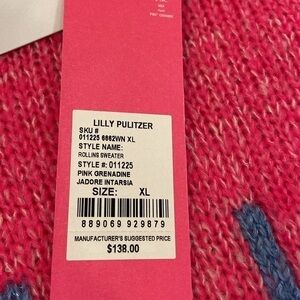 LILLY PULITZER
SKU #
011225 6662WN XL
STYLE NAME:
ROLLINS SWEATER
STYLE #: 011225
PINK GRENADINE
JADORE INTARSIA
SIZE: XL
889069 929879
MANUFACTURER'S SUGGESTED PRICE
$138.00